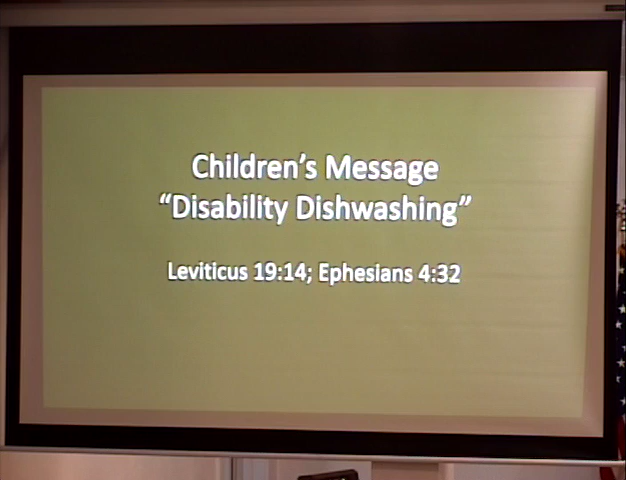 Children’s Message
“Disability Dishwashing”
Leviticus 19:14; Ephesians 4:32